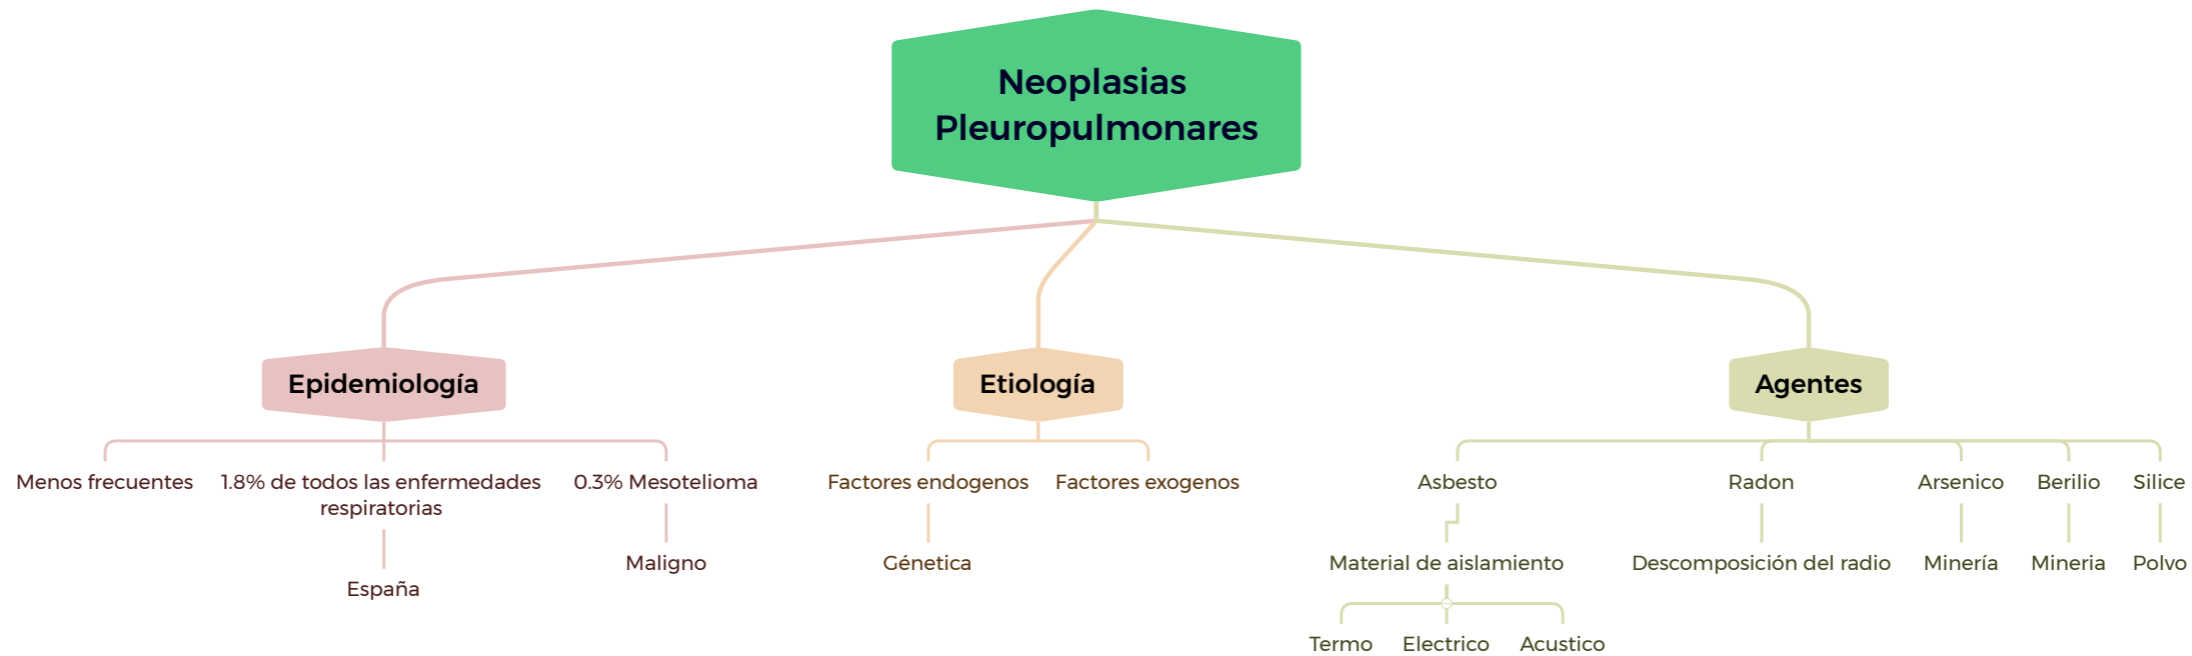 Neoplasias
Pleuropulmonares
Epidemiología
Etiología
Agentes
Menos frecuentes
1.8% de todos las enfermedades
respiratorias
0.3% Mesotelioma
Factores endogenos
Factores exogenos
Asbesto
Radon
Arsenico
Berilio
Silice
España
Maligno
Génetica
Material de aislamiento
Descomposición del radio
Minería
Mineria
Polvo
Termo
Electrico
Acustico